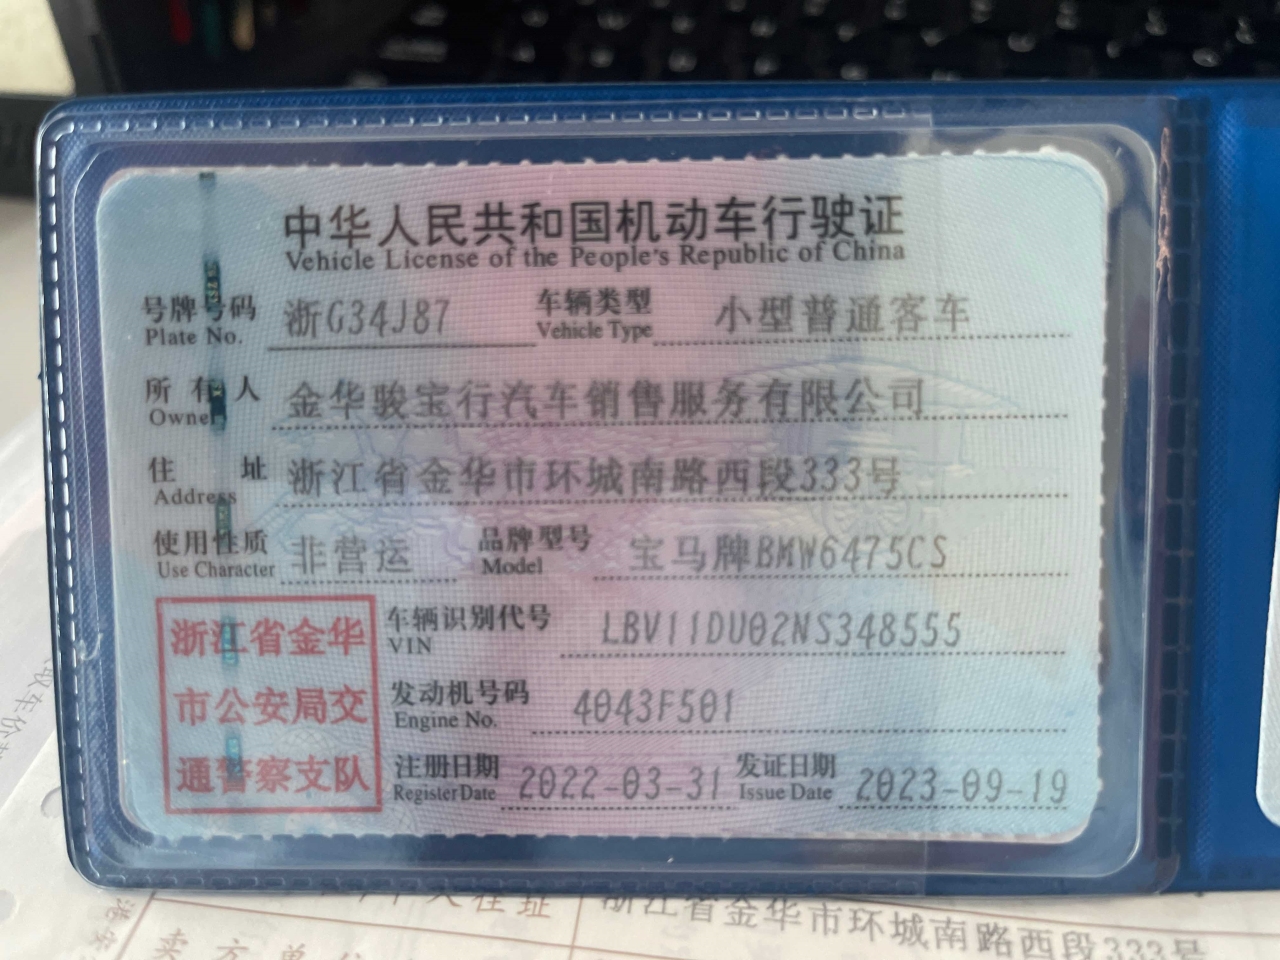 中华人民共和国机动车行驶证
Vehicle License of the People's Republic of China
号牌号码 浙G34J87 车辆类型 小型普通客车
Plate No. Vehicle Type
所有人 金华骏宝行汽车销售服务有限公司
Owner
住址 浙江省金华市环城南路西段333号
Address
使用性质 非营运 品牌型号 宝马牌BMW6475CS
Use Character Model
浙江省金华
市公安局交
通警察支队
车辆识别代号 LBV11DU02NS348555
VIN
发动机号码 4043F501
Engine No.
注册日期 2022-03-31 发证日期 2023-09-19
Register Date Issue Date
住址 浙江省金华市环城南路西段333号
卖方单位